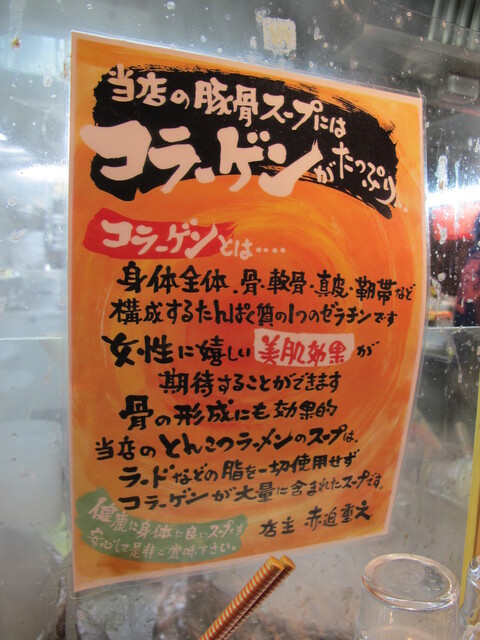 当店の豚骨スープには
コラーゲンがたっぷり..
コラーゲンとは....
身体全体.骨・軟骨・真皮・靭帯など
構成するたんぱく質の1つのゼラチンです
女性に嬉しい美肌効果が
期待することができます
骨の形成にも効果的
当店のとんこつラーメンのスープは、
ラードなどの脂を一切使用せず
コラーゲンが大量に含まれたスープです。
健康に身体に良いスープです
安心して是非ご賞味下さい。
店主 赤迫重之